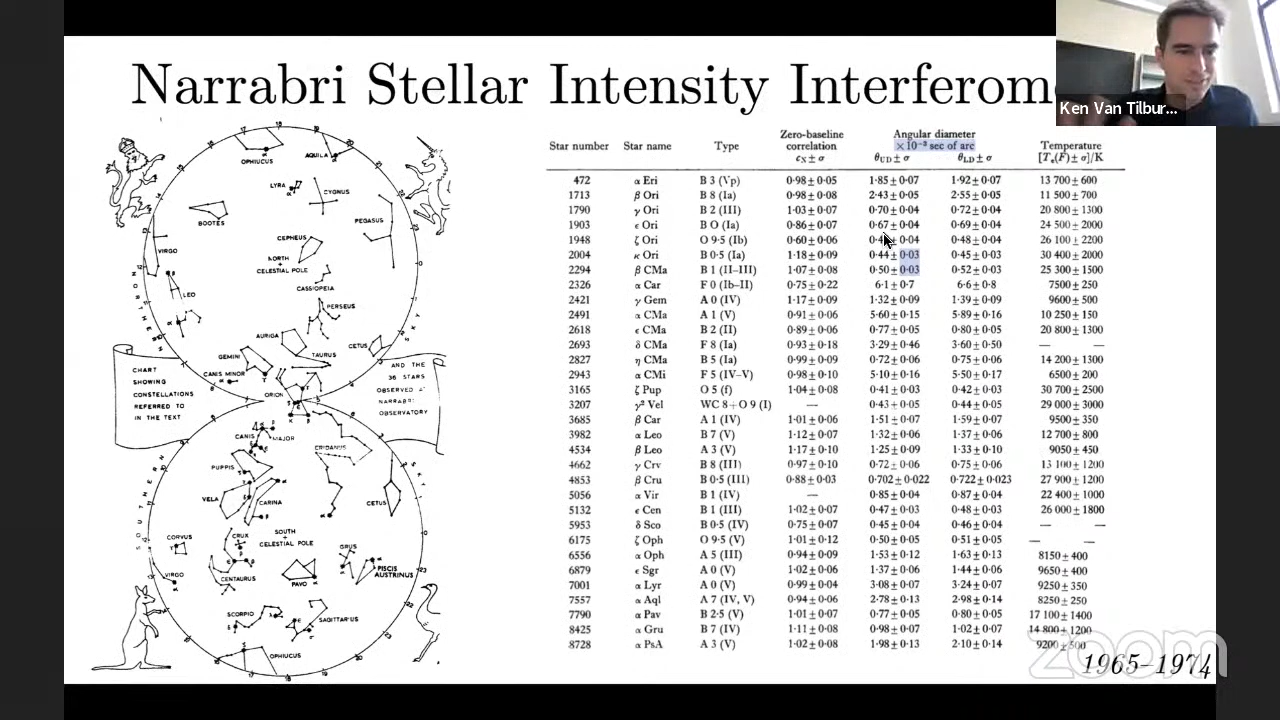 Narrabri Stellar Intensity Interferom
Ken Van Tilbur...
OPHIUCUS
AQUILA
LYRA
CYGNUS
BOOTES
PEGASUS
VIRGO
CEPHEUS
NORTH
+
CELESTIAL POLE
CASSIOPEIA
LEO
PERSEUS
AURIGA
CETUS
TAURUS
GEMINI
CANIS MINOR
ORION
NORTHERN
SKY
CHART
SHOWING
CONSTELLATIONS
REFERRED TO
IN THE TEXT
AND THE
STARS
OBSERVED AT
NARRABRI
OBSERVATORY
CANIS MAJOR
ERIDANUS
PUPPIS
VELA
CARINA
CETUS
SOUTH
+
CELESTIAL POLE
CORVUS
CRUX
GRUS
PISCIS
AUSTRINUS
VIRGO
CENTAURUS
PAVO
SCORPIO
SAGITTARIUS
OPHIUCUS
SOUTHERN
SKY
Zero-baseline Angular diameter
correlation ×10⁻³ sec of arc Temperature
Star number Star name Type c_N ± σ θ_UD ± σ θ_LD ± σ [T_e(F) ± σ]/K
472 α Eri B 3 (Vp) 0·98 ± 0·05 1·85 ± 0·07 1·92 ± 0·07 13 700 ± 600
1713 β Ori B 8 (Ia) 0·98 ± 0·08 2·43 ± 0·05 2·55 ± 0·05 11 500 ± 700
1790 γ Ori B 2 (III) 1·03 ± 0·07 0·70 ± 0·04 0·72 ± 0·04 20 800 ± 1300
1903 ϵ Ori B O (Ia) 0·86 ± 0·07 0·67 ± 0·04 0·69 ± 0·04 24 500 ± 2000
1948 ζ Ori O 9·5 (Ib) 0·60 ± 0·06 ± 0·04 0·48 ± 0·04 26 100 ± 2200
2004 κ Ori B 0·5 (Ia) 1·18 ± 0·09 0·44 ± 0·03 0·45 ± 0·03 30 400 ± 2000
2294 β CMa B 1 (II–III) 1·07 ± 0·08 0·50 ± 0·03 0·52 ± 0·03 25 300 ± 1500
2326 α Car F 0 (Ib–II) 0·75 ± 0·22 6·1 ± 0·7 6·6 ± 0·8 7500 ± 250
2421 γ Gem A 0 (IV) 1·17 ± 0·09 1·32 ± 0·09 1·39 ± 0·09 9600 ± 500
2491 α CMa A 1 (V) 0·91 ± 0·06 5·60 ± 0·15 5·89 ± 0·16 10 250 ± 150
2618 ϵ CMa B 2 (II) 0·89 ± 0·06 0·77 ± 0·05 0·80 ± 0·05 20 800 ± 1300
2693 δ CMa F 8 (Ia) 0·93 ± 0·18 3·29 ± 0·46 3·60 ± 0·50 — —
2827 η CMa B 5 (Ia) 0·99 ± 0·09 0·72 ± 0·06 0·75 ± 0·06 14 200 ± 1300
2943 α CMi F 5 (IV–V) 0·98 ± 0·10 5·10 ± 0·16 5·50 ± 0·17 6500 ± 200
3165 ζ Pup O 5 (f) 1·04 ± 0·08 0·41 ± 0·03 0·42 ± 0·03 30 700 ± 2500
3207 γ² Vel WC 8 + O 9 (I) — 0·43 ± 0·05 0·44 ± 0·05 29 000 ± 3000
3685 β Car A 1 (IV) 1·01 ± 0·06 1·51 ± 0·07 1·59 ± 0·07 9500 ± 350
3982 α Leo B 7 (V) 1·12 ± 0·07 1·32 ± 0·06 1·37 ± 0·06 12 700 ± 800
4534 β Leo A 3 (V) 1·17 ± 0·10 1·25 ± 0·09 1·33 ± 0·10 9050 ± 450
4662 γ Crv B 8 (III) 0·97 ± 0·10 0·72 ± 0·06 0·75 ± 0·06 13 100 ± 1200
4853 β Cru B 0·5 (III) 0·88 ± 0·03 0·702 ± 0·022 0·722 ± 0·023 27 900 ± 1200
5056 α Vir B 1 (IV) — 0·85 ± 0·04 0·87 ± 0·04 22 400 ± 1000
5132 ϵ Cen B 1 (III) 1·02 ± 0·07 0·47 ± 0·03 0·48 ± 0·03 26 000 ± 1800
5953 δ Sco B 0·5 (IV) 0·75 ± 0·07 0·45 ± 0·04 0·46 ± 0·04 — —
6175 ζ Oph O 9·5 (V) 1·01 ± 0·12 0·50 ± 0·05 0·51 ± 0·05 — —
6556 α Oph A 5 (III) 0·94 ± 0·09 1·53 ± 0·12 1·63 ± 0·13 8150 ± 400
6879 ϵ Sgr A 0 (V) 1·02 ± 0·06 1·37 ± 0·06 1·44 ± 0·06 9650 ± 400
7001 α Lyr A 0 (V) 0·99 ± 0·04 3·08 ± 0·07 3·24 ± 0·07 9250 ± 350
7557 α Aql A 7 (IV, V) 0·94 ± 0·06 2·78 ± 0·13 2·98 ± 0·14 8250 ± 250
7790 α Pav B 2·5 (V) 1·01 ± 0·07 0·77 ± 0·05 0·80 ± 0·05 17 100 ± 1400
8425 α Gru B 7 (IV) 1·11 ± 0·08 0·98 ± 0·07 1·02 ± 0·07 14 800 ± 1200
8728 α PsA A 3 (V) 1·02 ± 0·08 1·98 ± 0·13 2·10 ± 0·14 9200 ± 500
zoom
1965–1974